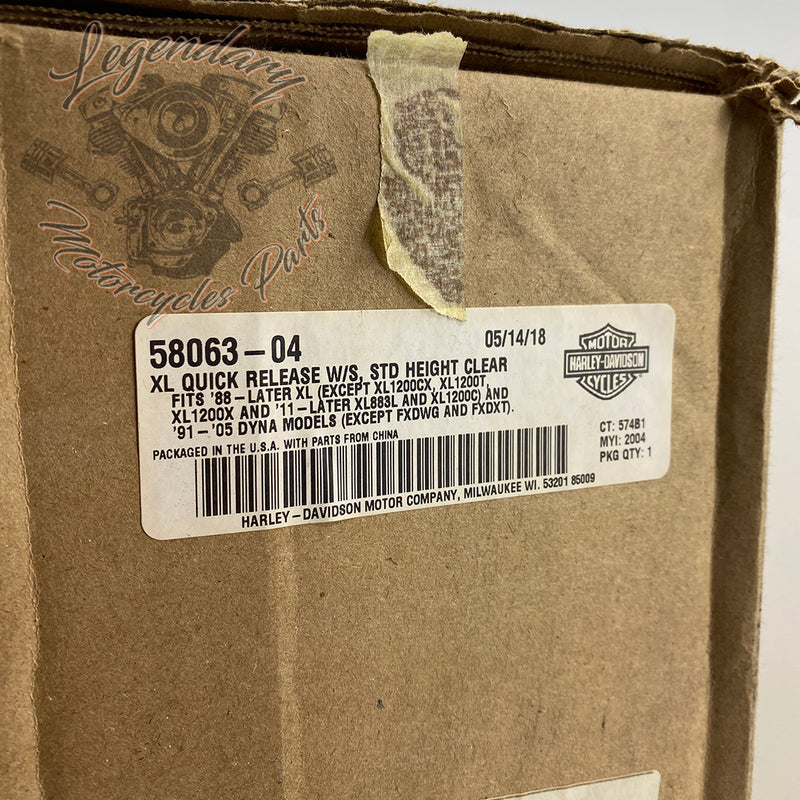 Legendary
Motorcycles Parts
58063-04
05/14/18
XL QUICK RELEASE W/S, STD HEIGHT CLEAR
FITS '88-LATER XL (EXCEPT XL1200CX, XL1200T,
XL1200X AND '11-LATER XL883L AND XL1200C) AND
'91-'05 DYNA MODELS (EXCEPT FXDWG AND FXDXT).
PACKAGED IN THE U.S.A. WITH PARTS FROM CHINA
HARLEY-DAVIDSON MOTOR COMPANY, MILWAUKEE WI. 53201 85009
MOTOR
HARLEY-DAVIDSON
CYCLES
CT: 574B1
MYI: 2004
PKG QTY: 1